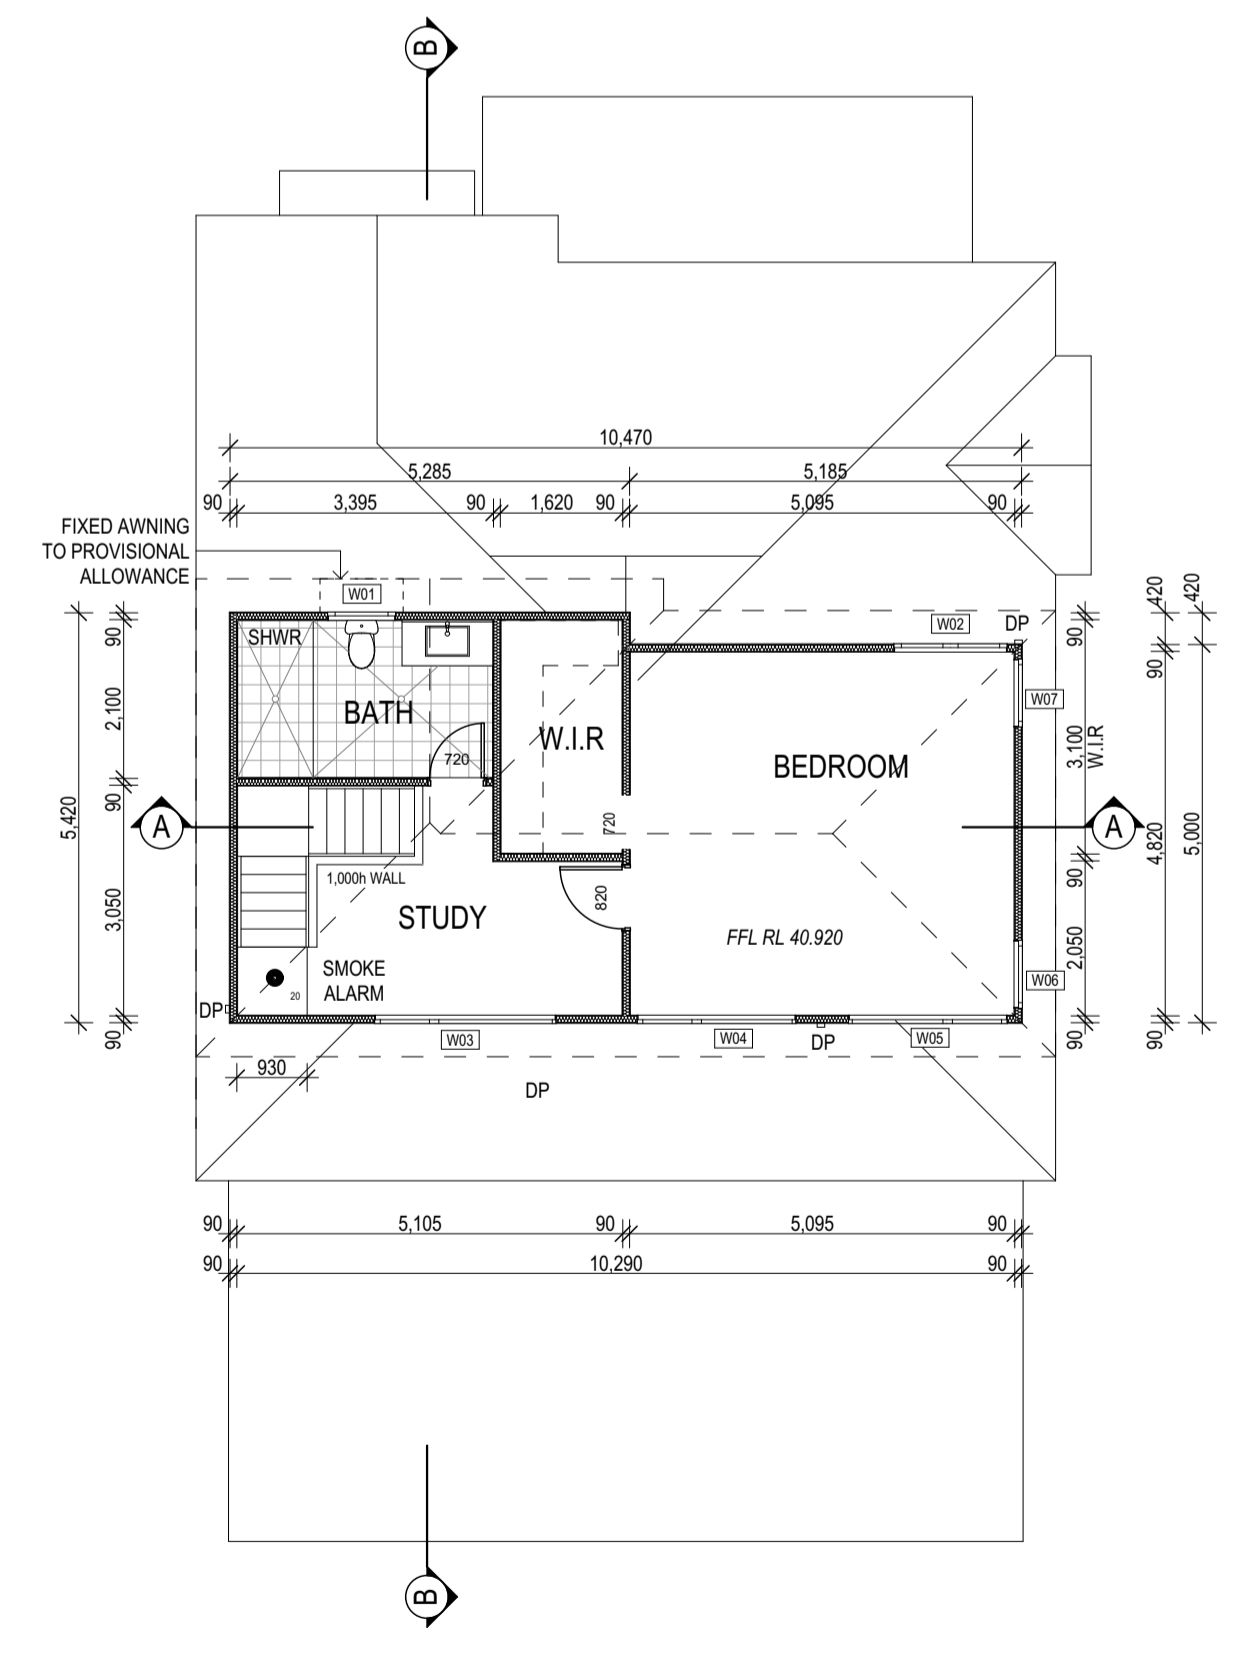 B
10,470
5,285
5,185
90
3,395
90
1,620
90
5,095
90
FIXED AWNING
TO PROVISIONAL
ALLOWANCE
W01
W02
DP
420
420
90
SHWR
90
90
W07
BATH
2,100
W.I.R
3,100
W.I.R
720
BEDROOM
90
5,420
A
720
A
4,820
5,000
1,000h WALL
90
820
3,050
STUDY
FFL RL 40.920
2,050
SMOKE
ALARM
20
W06
DP
90
W03
W04
DP
W05
90
90
930
DP
90
5,105
90
5,095
90
90
10,290
90
B